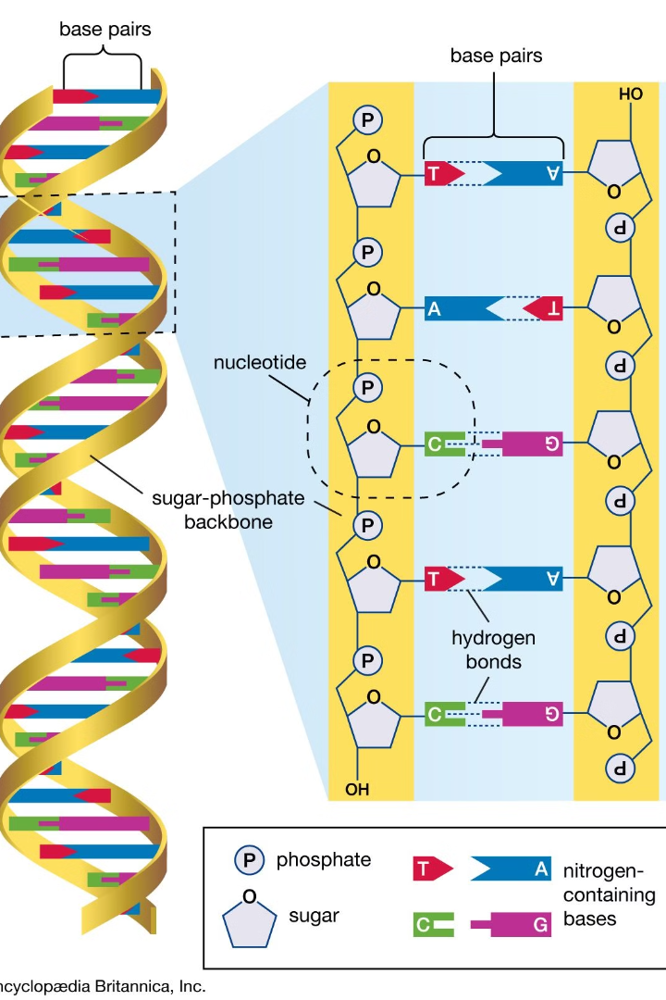 base pairs
base pairs
HO
P
O
T
A
O
P
P
O
A
T
O
P
nucleotide
P
O
C
G
O
sugar-phosphate
backbone
P
P
O
T
A
O
hydrogen
bonds
P
P
O
C
G
O
P
OH
P
phosphate
T
A
nitrogen-
containing
bases
O
sugar
C
G
ncyclopædia Britannica, Inc.